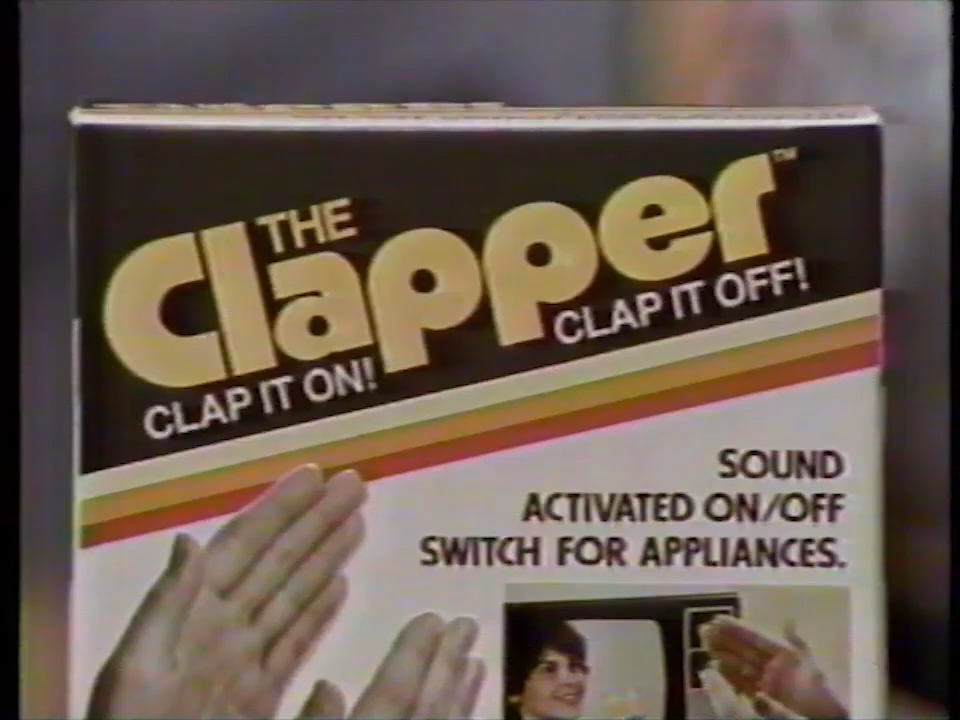 THE
Clapper™
CLAP IT ON!
CLAP IT OFF!
SOUND
ACTIVATED ON/OFF
SWITCH FOR APPLIANCES.